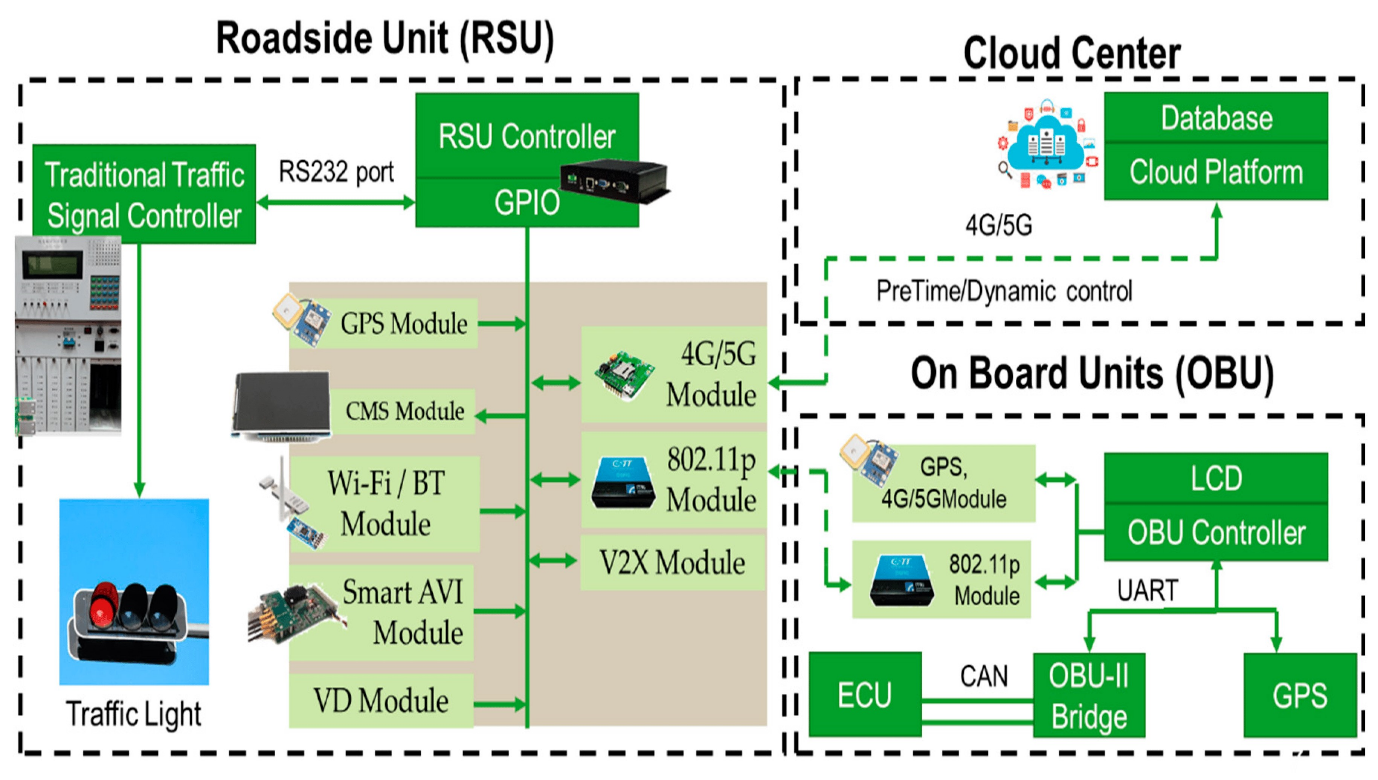 Roadside Unit (RSU)
Cloud Center
RSU Controller
GPIO
Traditional Traffic
Signal Controller
RS232 port
Database
Cloud Platform
4G/5G
PreTime/Dynamic control
GPS Module
CMS Module
Wi-Fi / BT
Module
Smart AVI
Module
VD Module
4G/5G
Module
802.11p
Module
V2X Module
Traffic Light
On Board Units (OBU)
GPS,
4G/5GModule
802.11p
Module
LCD
OBU Controller
UART
ECU
CAN
OBU-II
Bridge
GPS